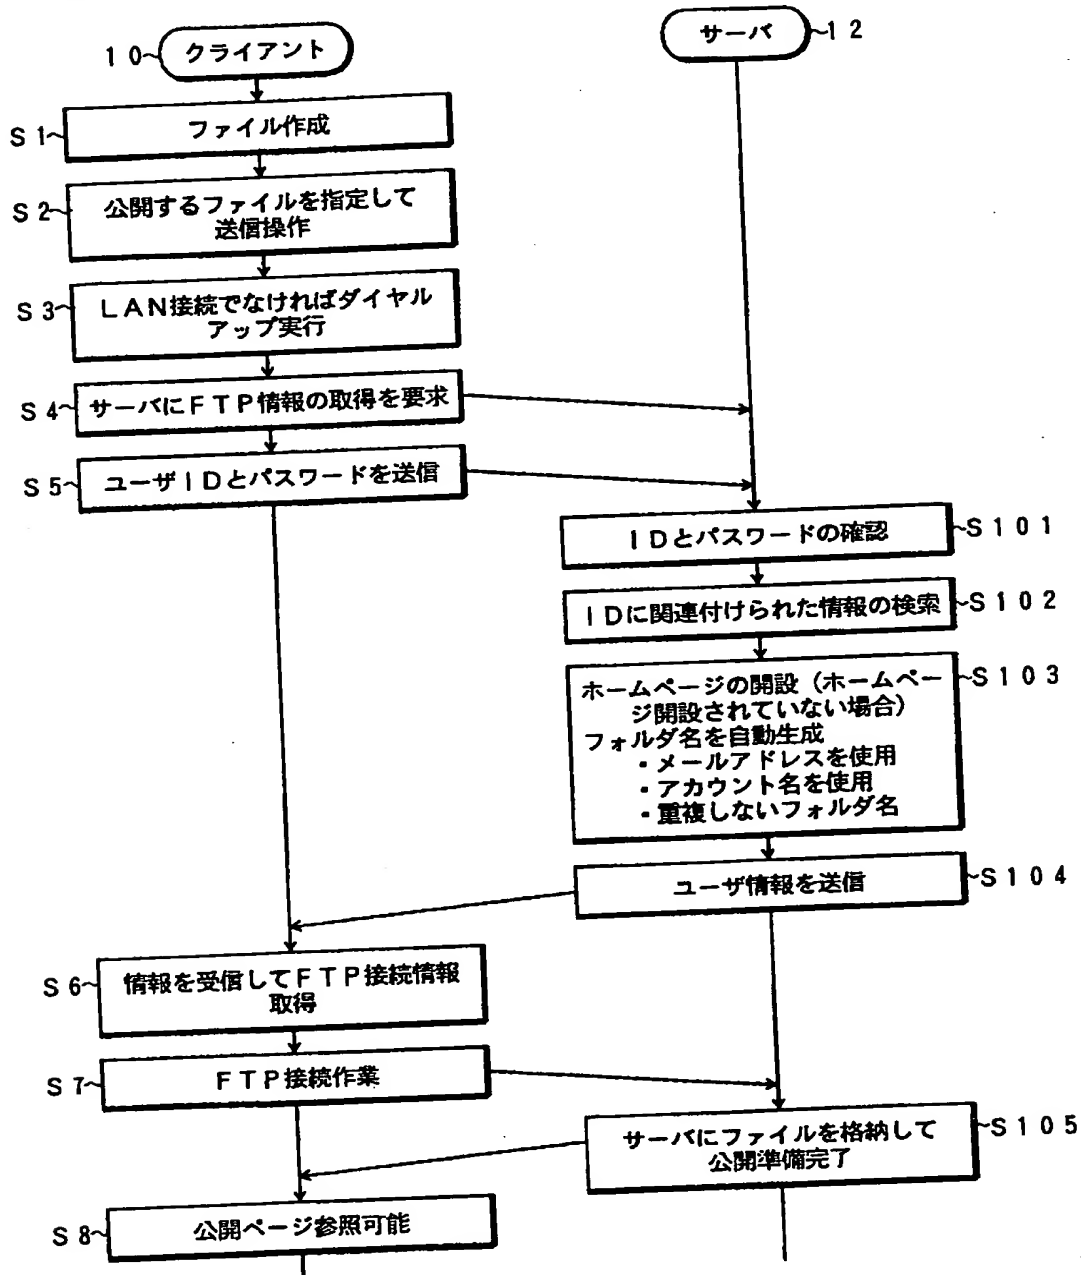 10 クライアント
サーバ 12
S1 ファイル作成
S2 公開するファイルを指定して
送信操作
S3 LAN接続でなければダイヤル
アップ実行
S4 サーバにFTP情報の取得を要求
S5 ユーザIDとパスワードを送信
IDとパスワードの確認 S101
IDに関連付けられた情報の検索 S102
ホームページの開設(ホームペー S103
ジ開設されていない場合)
フォルダ名を自動生成
・メールアドレスを使用
・アカウント名を使用
・重複しないフォルダ名
ユーザ情報を送信 S104
S6 情報を受信してFTP接続情報
取得
S7 FTP接続作業
サーバにファイルを格納して S105
公開準備完了
S8 公開ページ参照可能